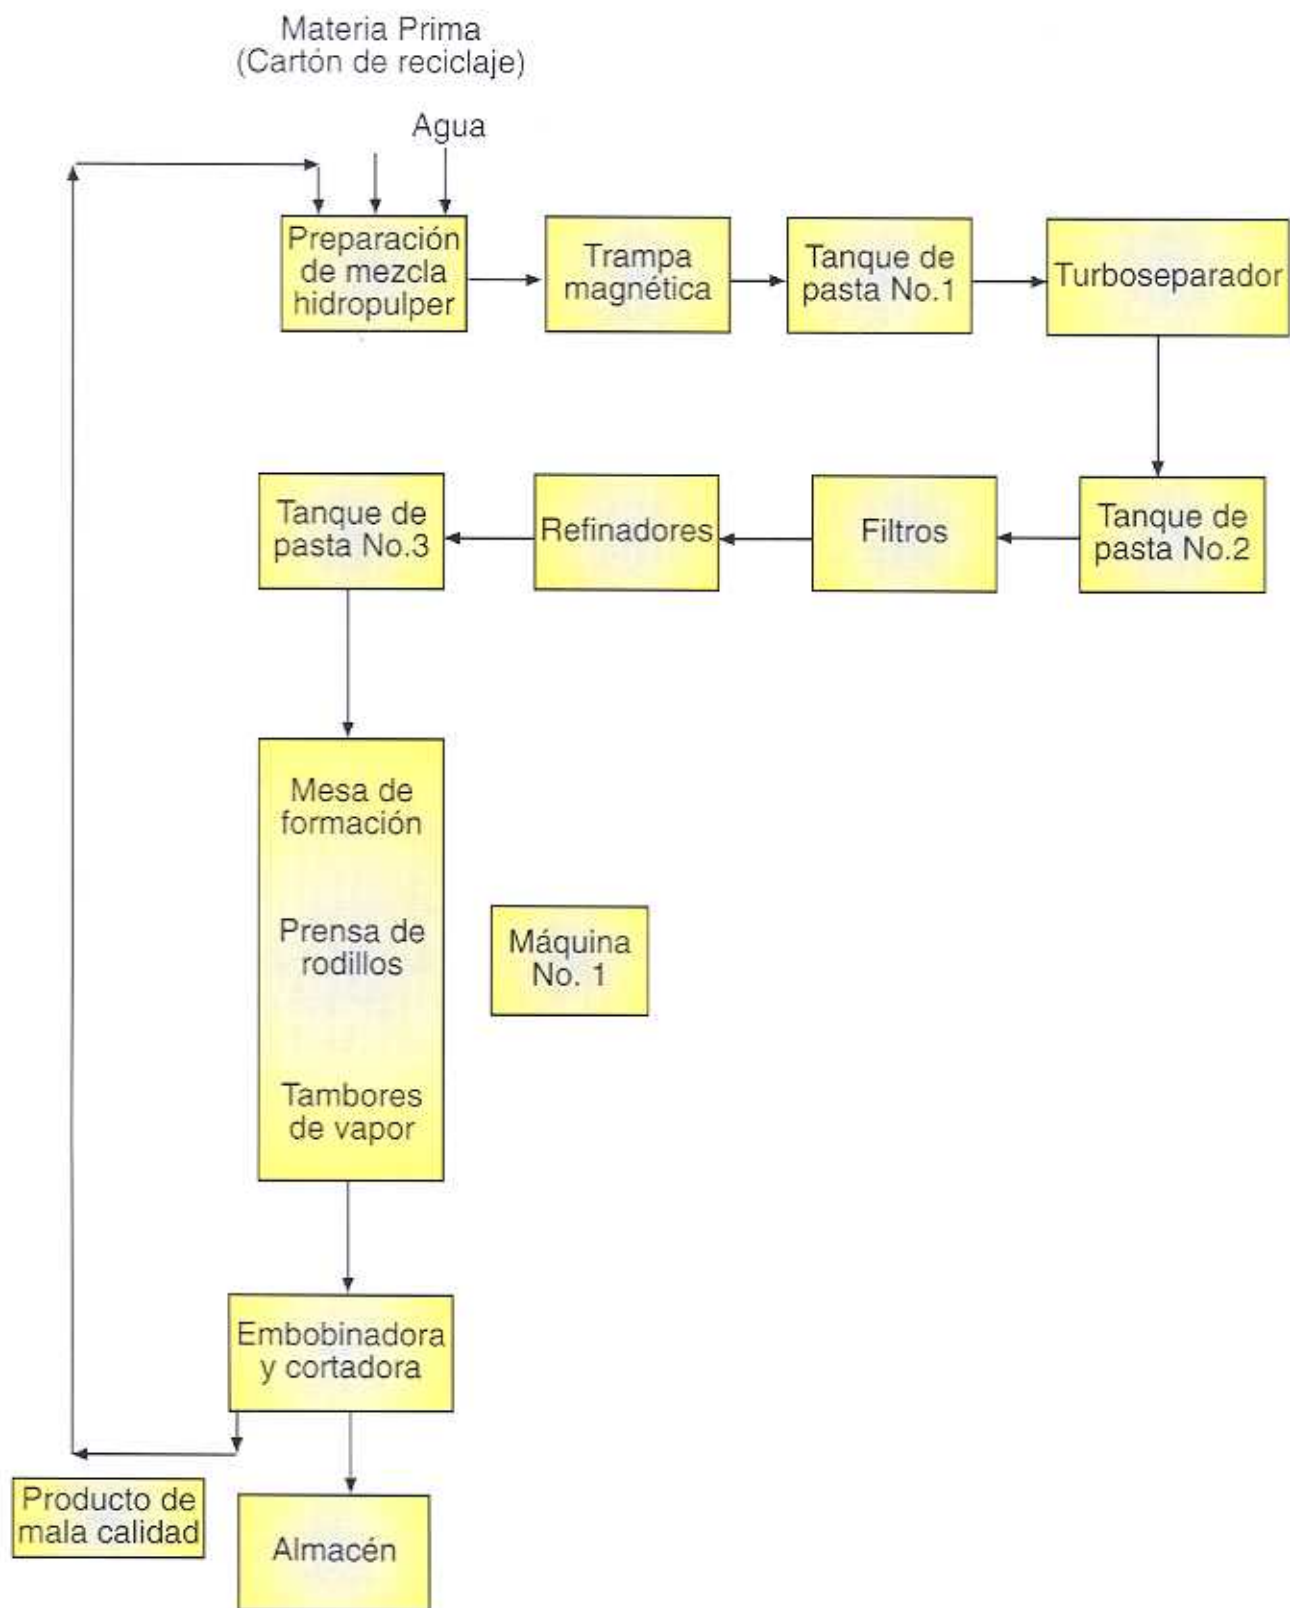 Materia Prima
(Cartón de reciclaje)
Agua
Preparación
de mezcla
hidropulper
Trampa
magnética
Tanque de
pasta No.1
Turboseparador
Tanque de
pasta No.3
Refinadores
Filtros
Tanque de
pasta No.2
Mesa de
formación
Prensa de
rodillos
Máquina
No. 1
Tambores
de vapor
Embobinadora
y cortadora
Producto de
mala calidad
Almacén